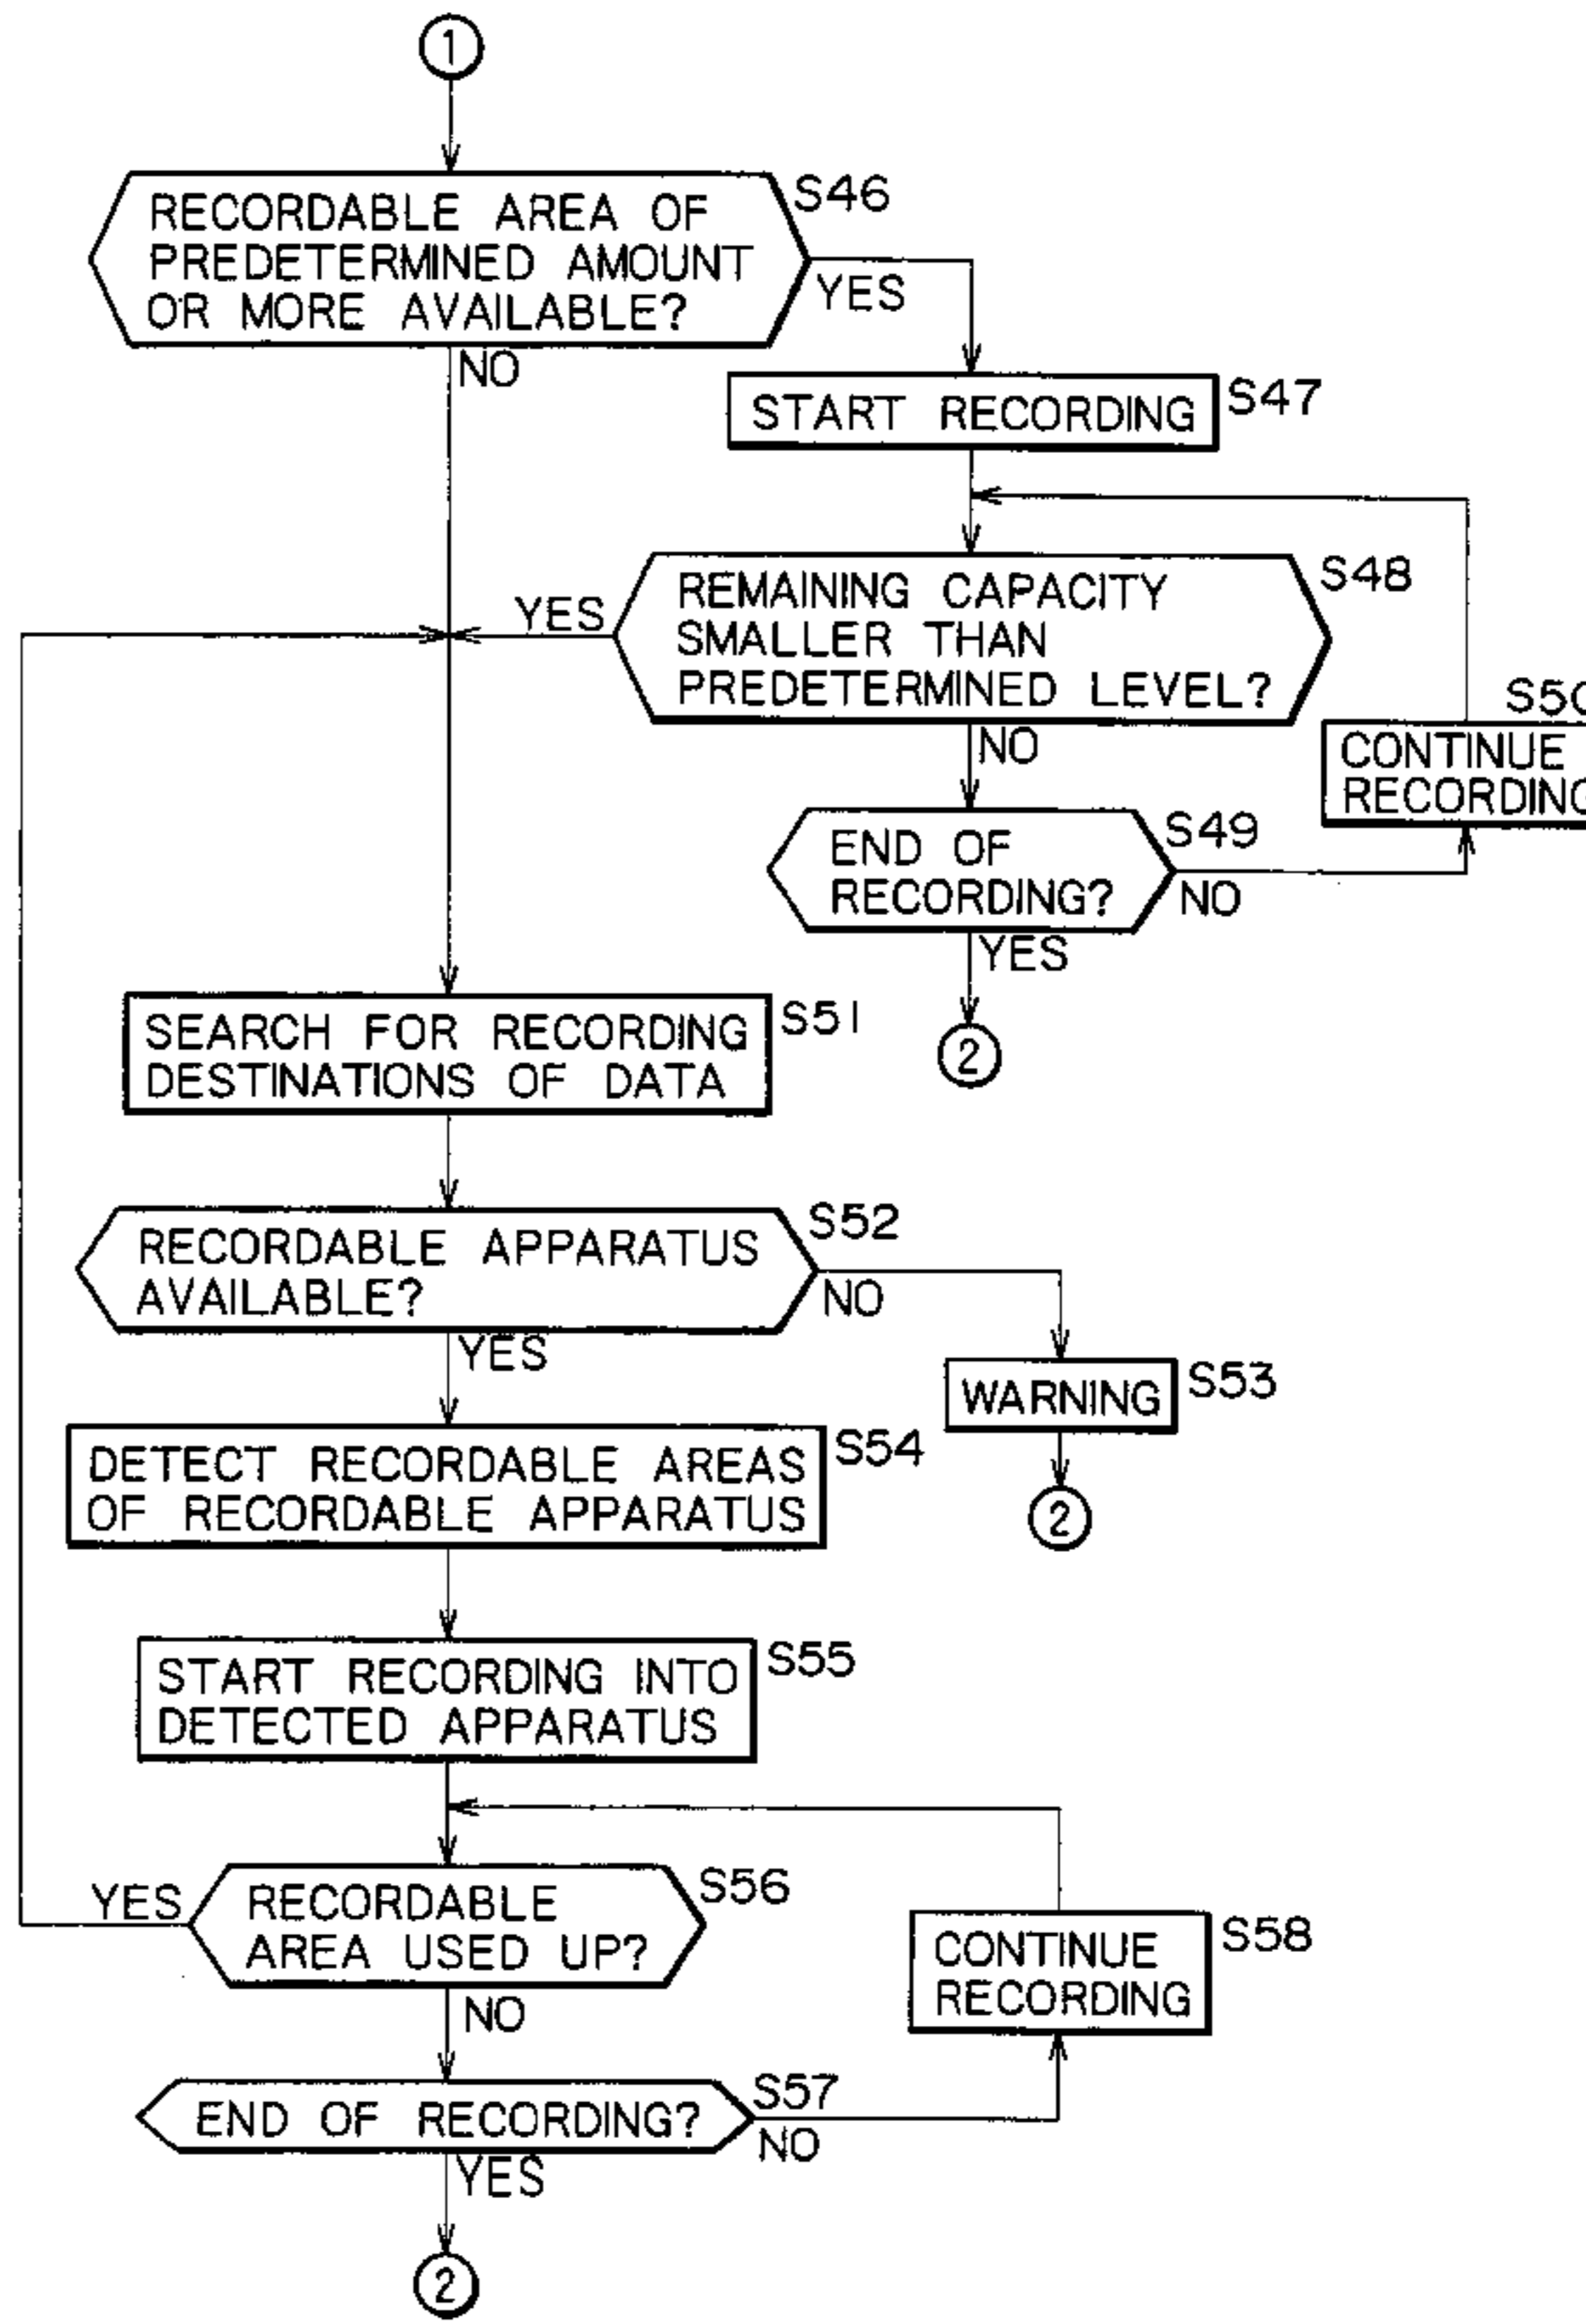 1
RECORDABLE AREA OF
PREDETERMINED AMOUNT
OR MORE AVAILABLE?
S46
YES
NO
START RECORDING
S47
REMAINING CAPACITY
SMALLER THAN
PREDETERMINED LEVEL?
S48
YES
NO
S50
CONTINUE
RECORDING
END OF
RECORDING?
S49
NO
YES
2
SEARCH FOR RECORDING
DESTINATIONS OF DATA
S51
RECORDABLE APPARATUS
AVAILABLE?
S52
NO
YES
WARNING
S53
2
DETECT RECORDABLE AREAS
OF RECORDABLE APPARATUS
S54
START RECORDING INTO
DETECTED APPARATUS
S55
YES
RECORDABLE
AREA USED UP?
S56
NO
CONTINUE
RECORDING
S58
END OF RECORDING?
S57
NO
YES
2